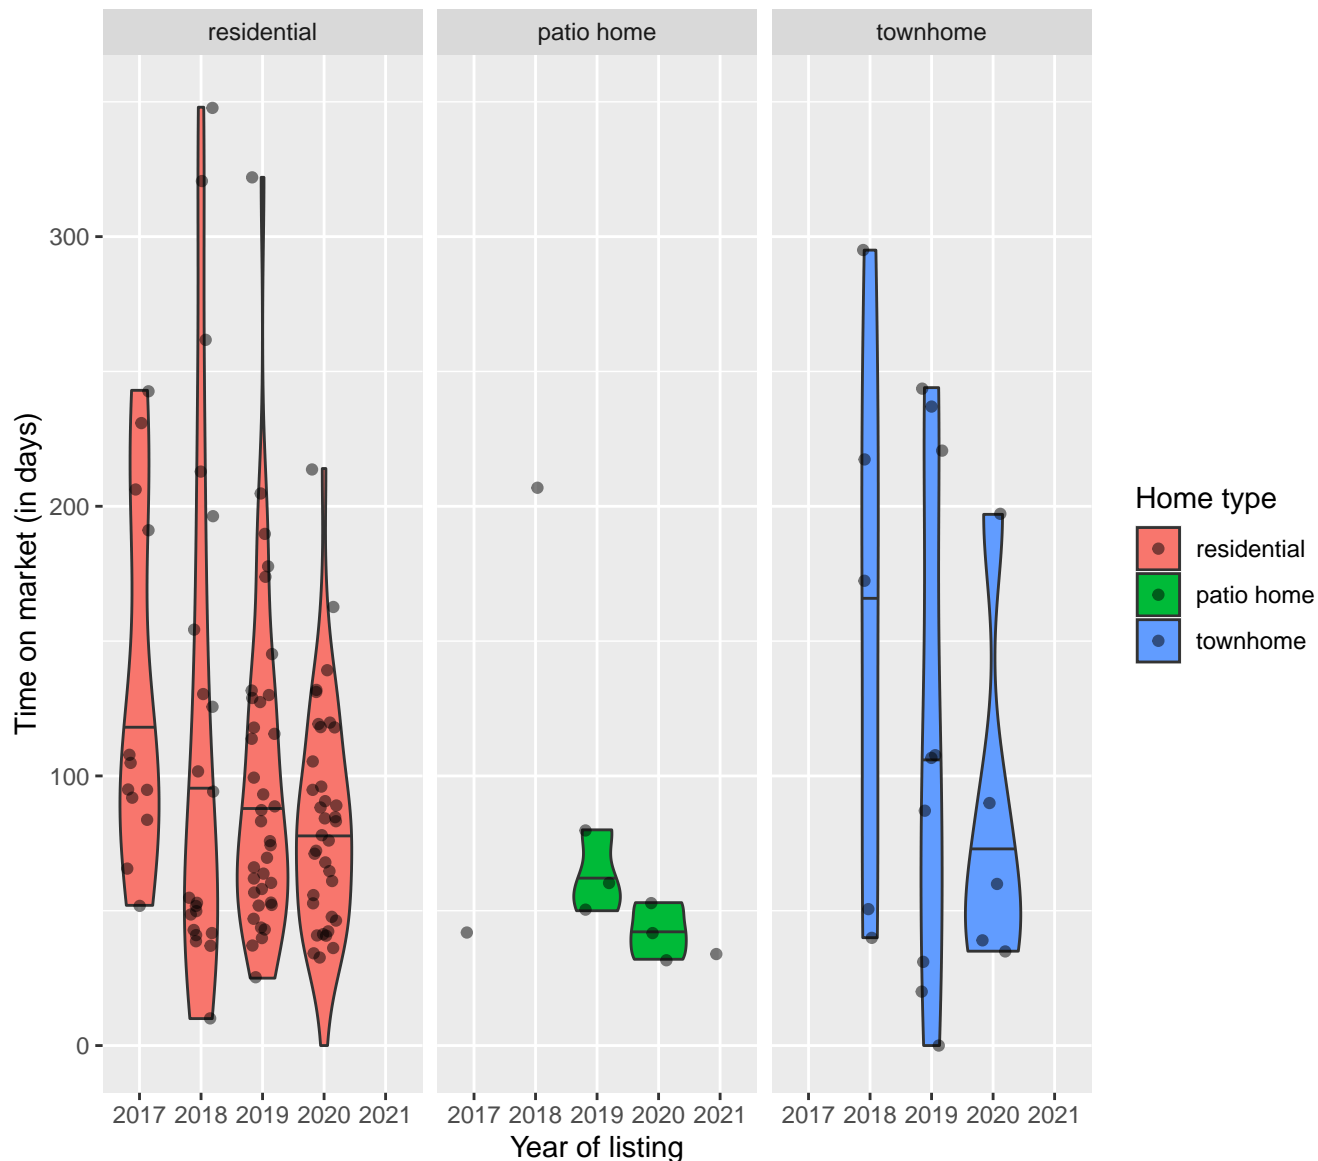 residential patio home townhome
300
200
100
0
Time on market (in days)
2017 2018 2019 2020 2021 2017 2018 2019 2020 2021 2017 2018 2019 2020 2021
Year of listing
Home type
residential
patio home
townhome